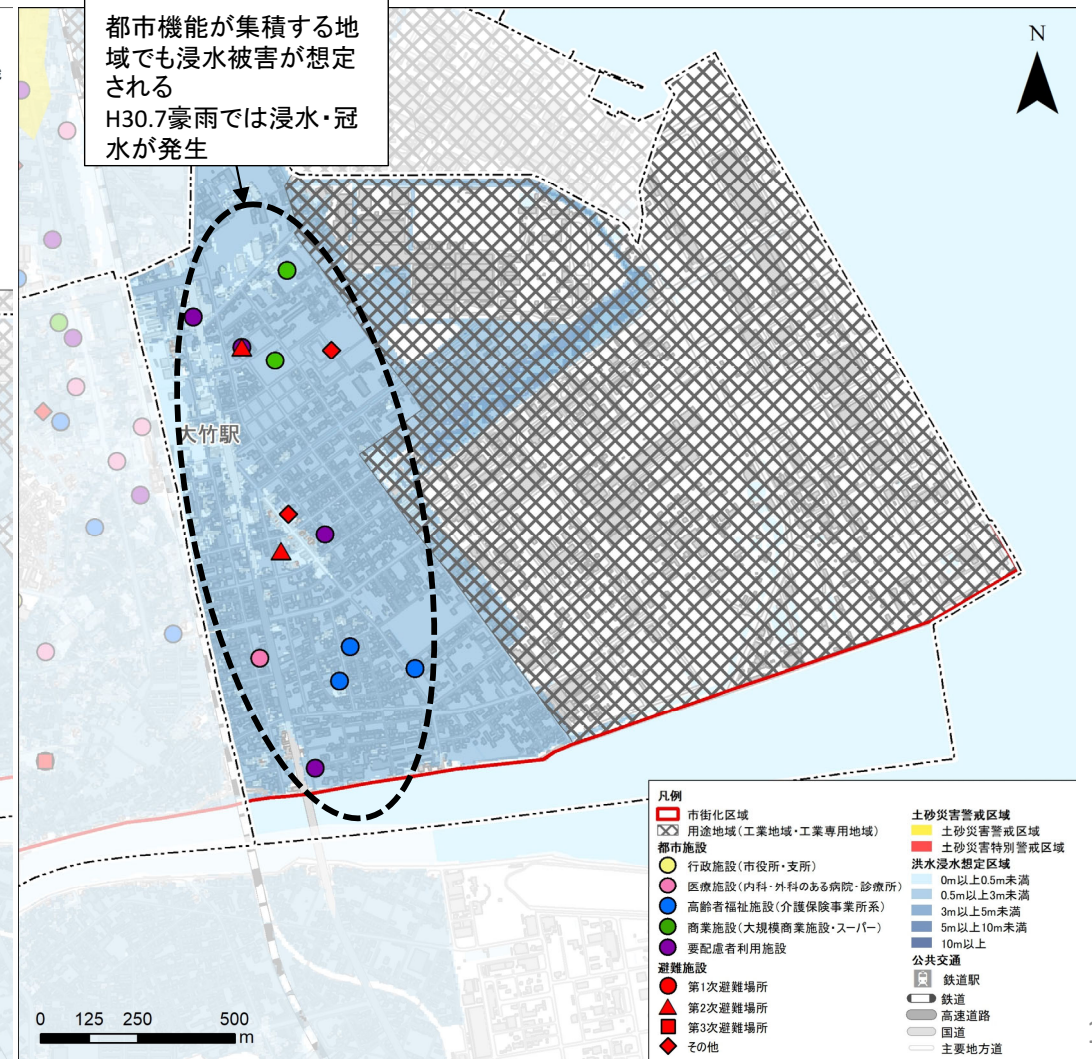 都市機能が集積する地
域でも浸水被害が想定
される
H30.7豪雨では浸水・冠
水が発生
N
大竹駅
0 125 250 500
m
凡例
市街化区域
用途地域(工業地域・工業専用地域)
都市施設
行政施設(市役所・支所)
医療施設(内科・外科のある病院・診療所)
高齢者福祉施設(介護保険事業所系)
商業施設(大規模商業施設・スーパー)
要配慮者利用施設
避難施設
第1次避難場所
第2次避難場所
第3次避難場所
その他
土砂災害警戒区域
土砂災害警戒区域
土砂災害特別警戒区域
洪水浸水想定区域
0m以上0.5m未満
0.5m以上3m未満
3m以上5m未満
5m以上10m未満
10m以上
公共交通
鉄道駅
鉄道
高速道路
国道
主要地方道